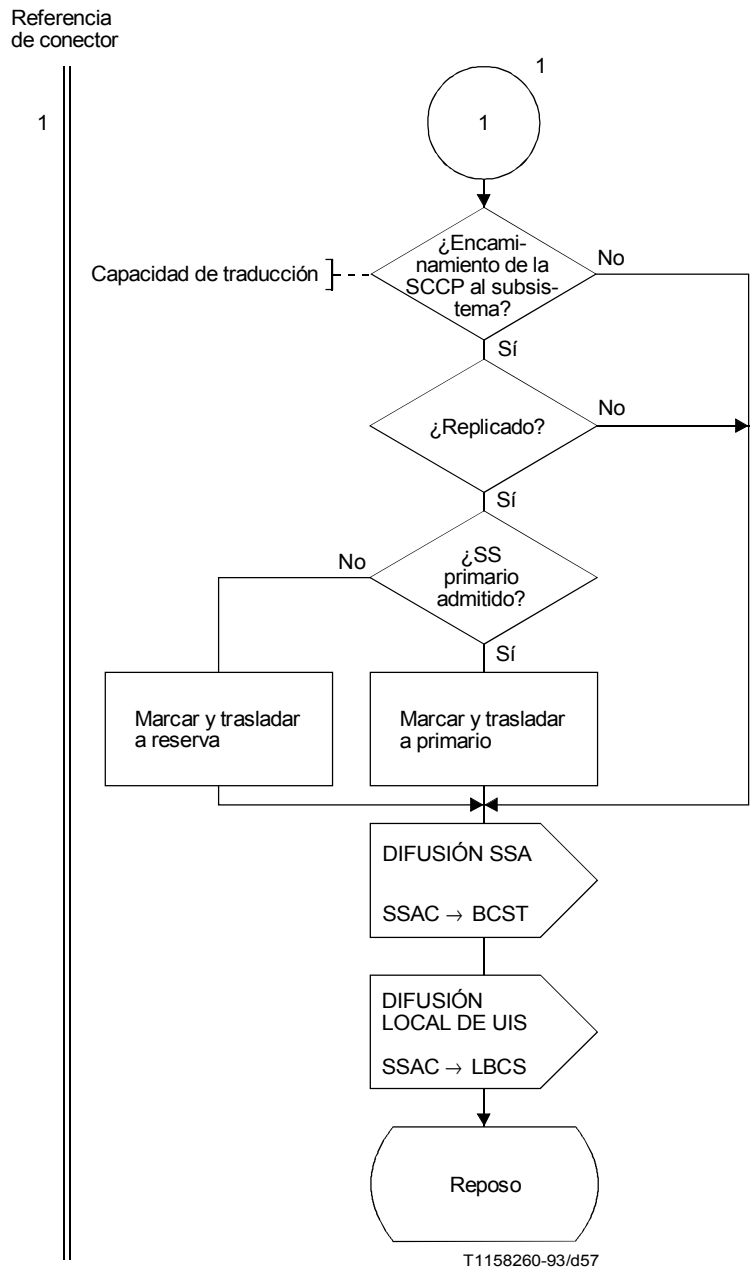 Referencia
de conector
1
1
1
¿Encami-
namiento de la
SCCP al subsis-
tema?
No
Capacidad de traducción
Sí
¿Replicado?
No
Sí
¿SS
primario
admitido?
No
Sí
Marcar y trasladar
a reserva
Marcar y trasladar
a primario
DIFUSIÓN SSA
SSAC → BCST
DIFUSIÓN
LOCAL DE UIS
SSAC → LBCS
Reposo
T1158260-93/d57